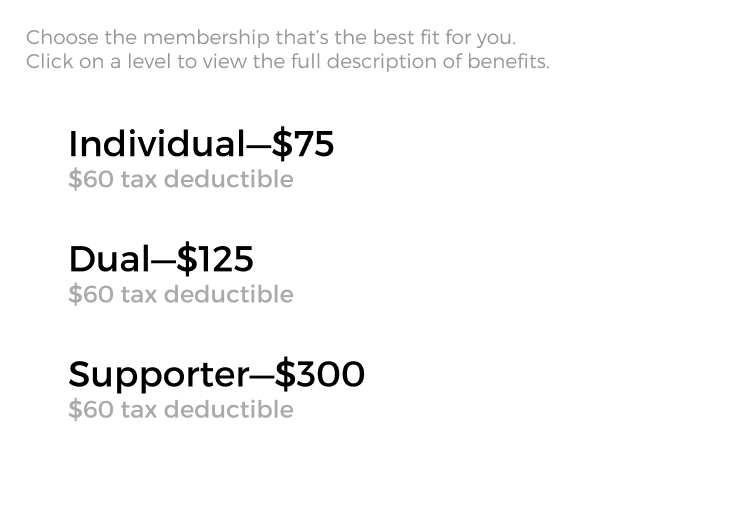 Choose the membership that’s the best fit for you.
Click on a level to view the full description of benefits.
Individual—$75
$60 tax deductible
Dual—$125
$60 tax deductible
Supporter—$300
$60 tax deductible